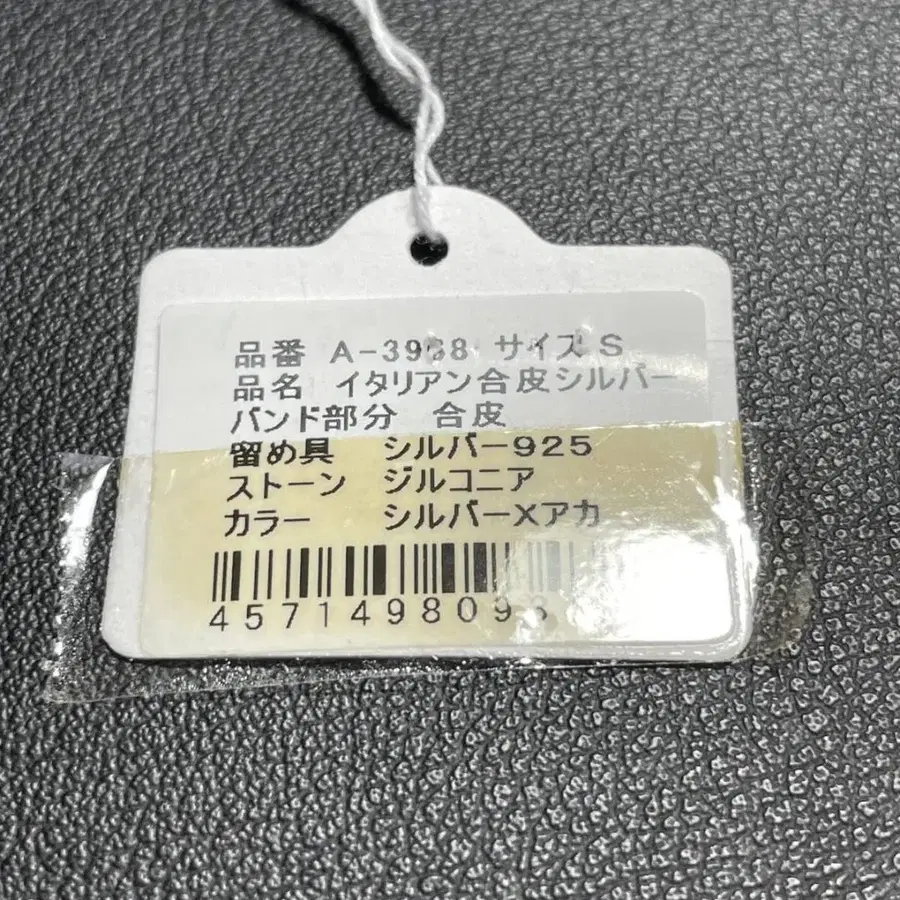 品番 A-3988 サイズ S
品名 イタリアン合皮シルバー
バンド部分 合皮
留め具 シルバー925
ストーン ジルコニア
カラー シルバーXアカ
457149809